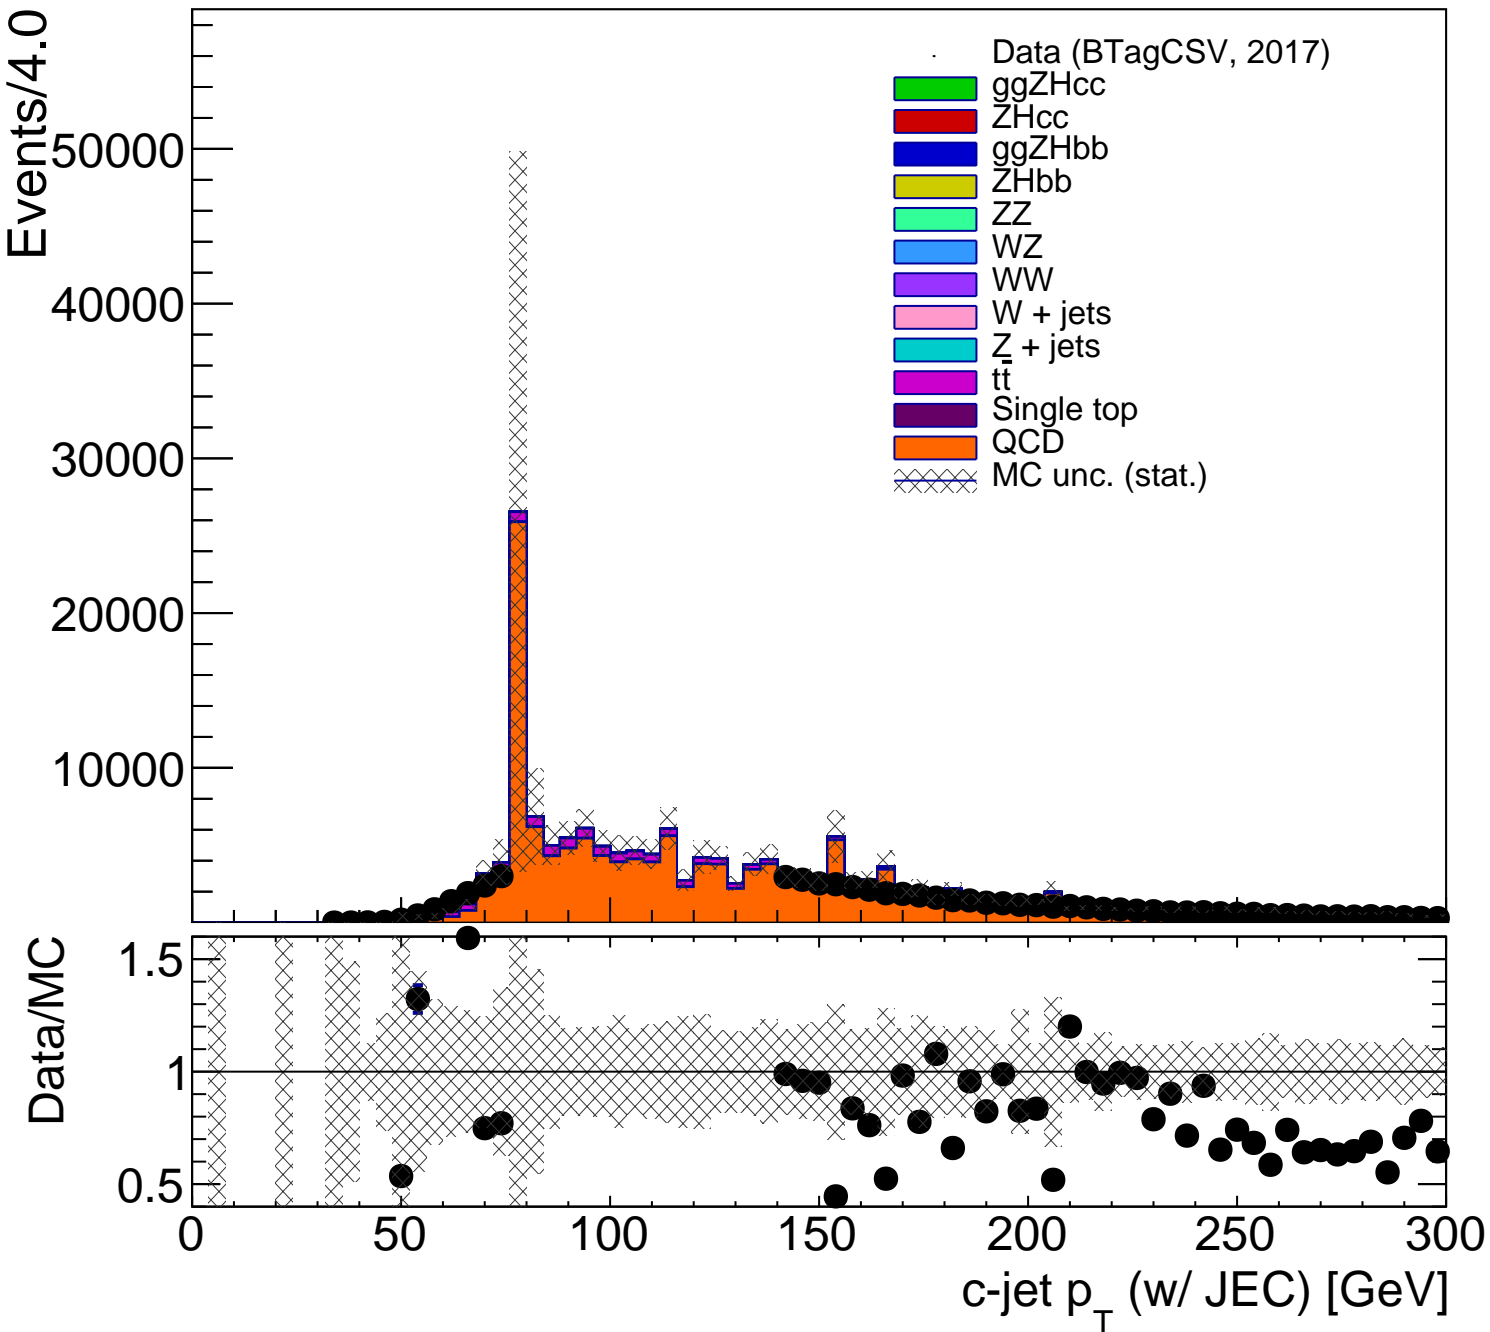 Events/4.0
50000
40000
30000
20000
10000
Data (BTagCSV, 2017)
ggZHcc
ZHcc
ggZHbb
ZHbb
ZZ
WZ
WW
W + jets
Z + jets
tt̄
Single top
QCD
MC unc. (stat.)
Data/MC
1.5
1
0.5
0 50 100 150 200 250 300
c-jet p_T (w/ JEC) [GeV]